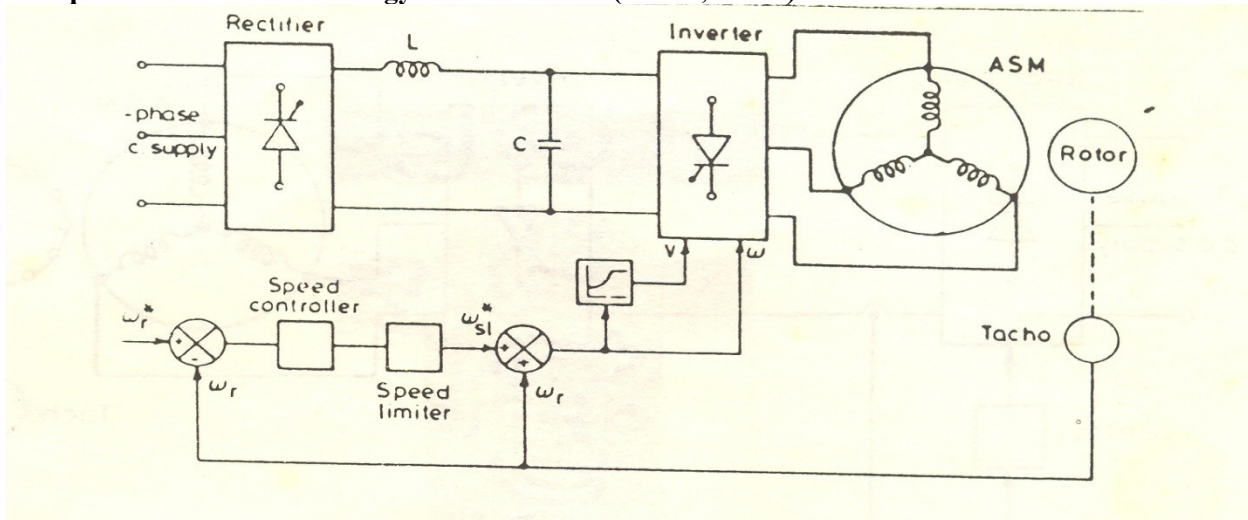 Rectifier
L
Inverter
ASM
-phase
c supply
C
Rotor
V
ω
Speed
controller
ω*r
ω*sl
Tacho
+
-
+
+
ωr
Speed
limiter
ωr